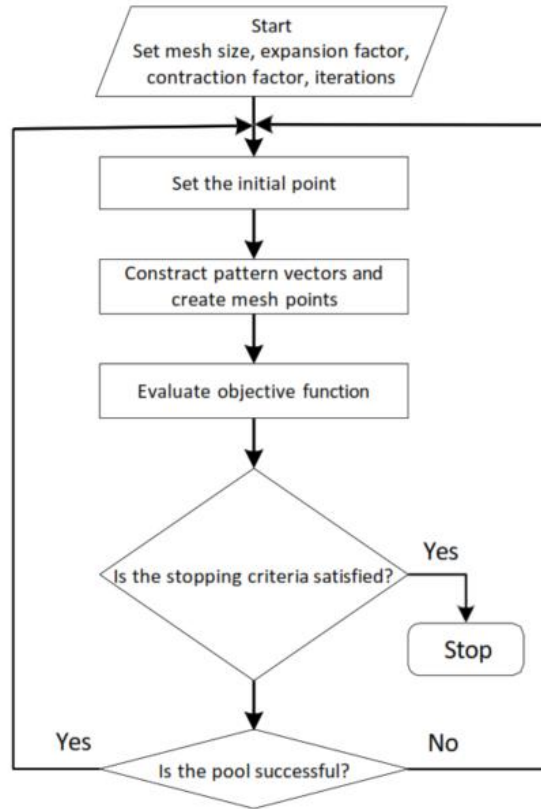 Start
Set mesh size, expansion factor,
contraction factor, iterations
Set the initial point
Constract pattern vectors and
create mesh points
Evaluate objective function
Is the stopping criteria satisfied?
Yes
Stop
Yes
Is the pool successful?
No